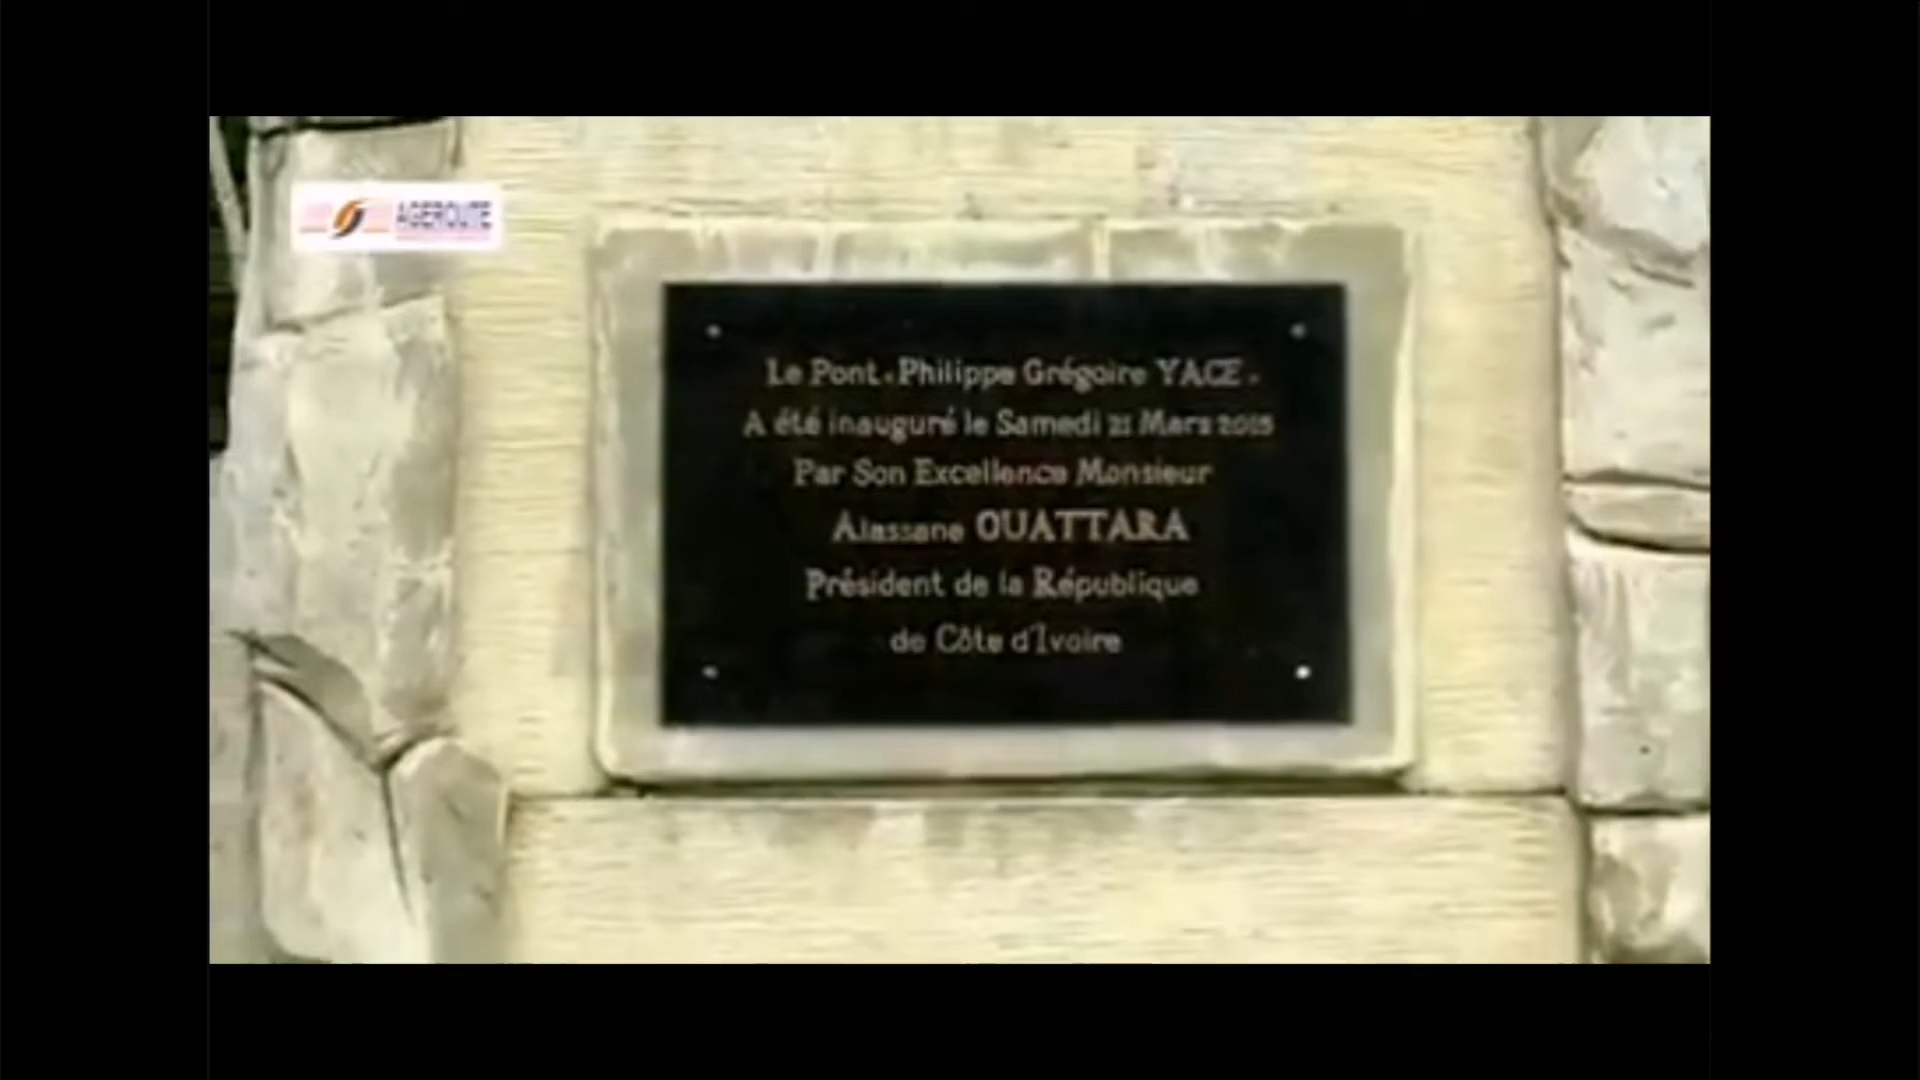 AGEROUTE
Le Pont «Philippe Grégoire YACE»
A été inauguré le Samedi 21 Mars 2015
Par Son Excellence Monsieur
Alassane OUATTARA
Président de la République
de Côte d'Ivoire